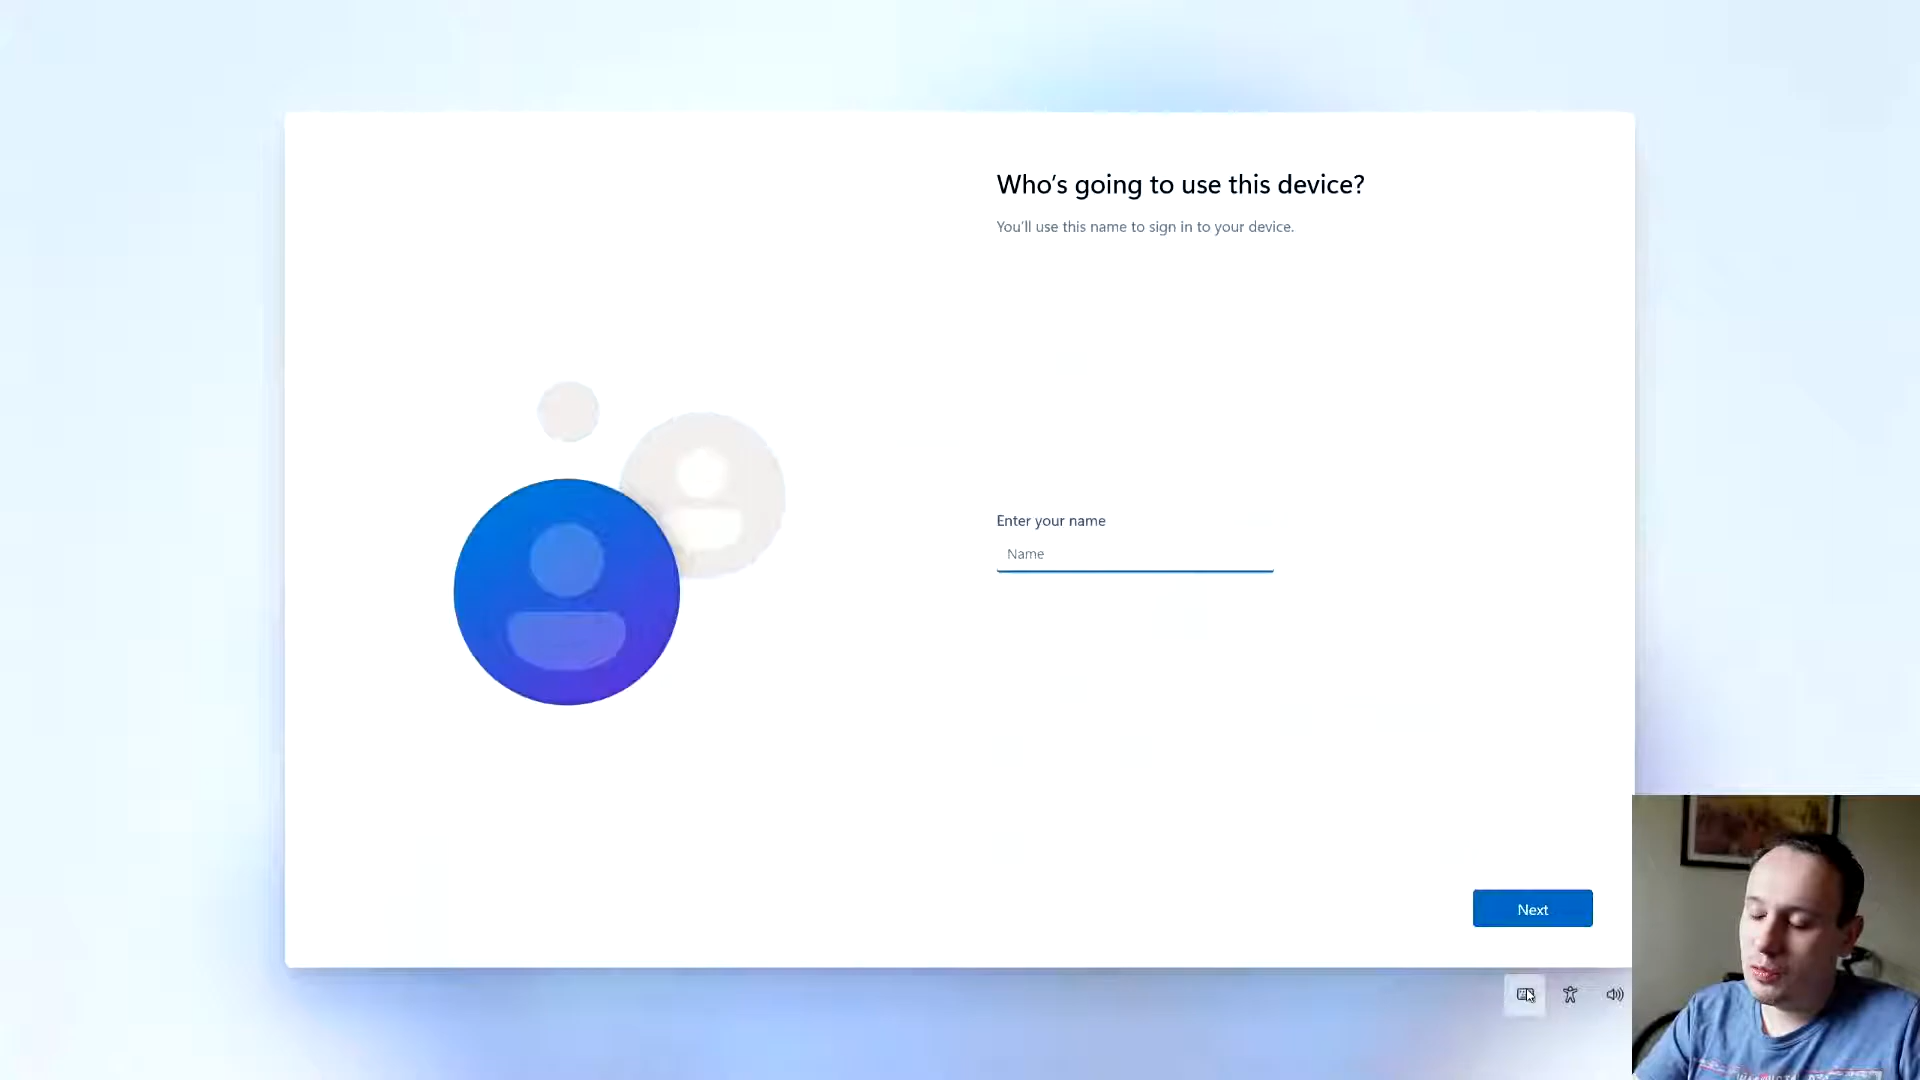 Who's going to use this device?
You'll use this name to sign in to your device.
Enter your name
Name
Next